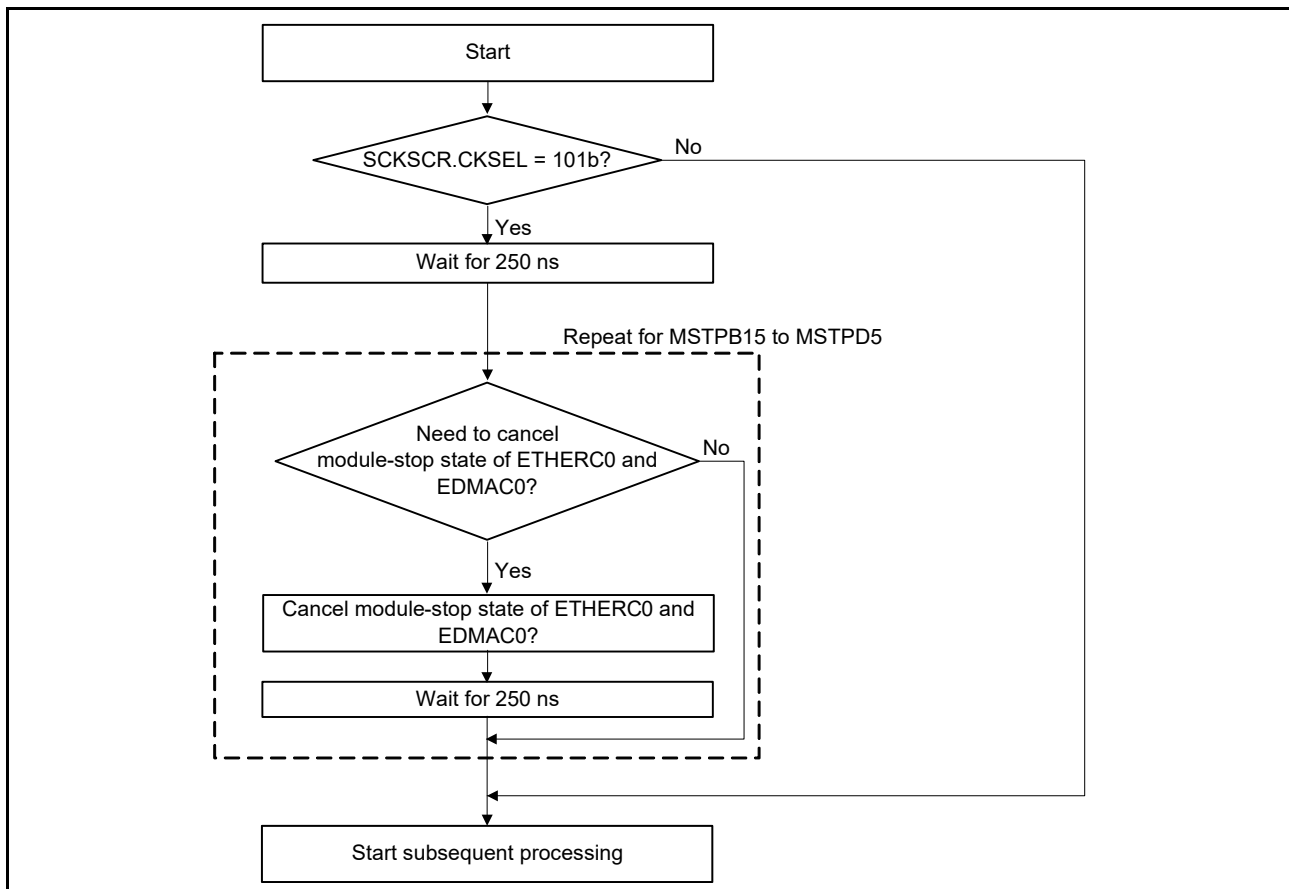 Start
SCKSCR.CKSEL = 101b?
No
Yes
Wait for 250 ns
Repeat for MSTPB15 to MSTPD5
Need to cancel
module-stop state of ETHERC0 and
EDMAC0?
No
Yes
Cancel module-stop state of ETHERC0 and
EDMAC0?
Wait for 250 ns
Start subsequent processing